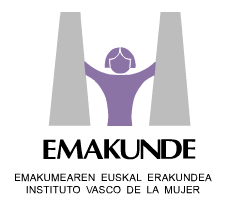 EMAKUNDE
EMAKUMEAREN EUSKAL ERAKUNDEA
INSTITUTO VASCO DE LA MUJER